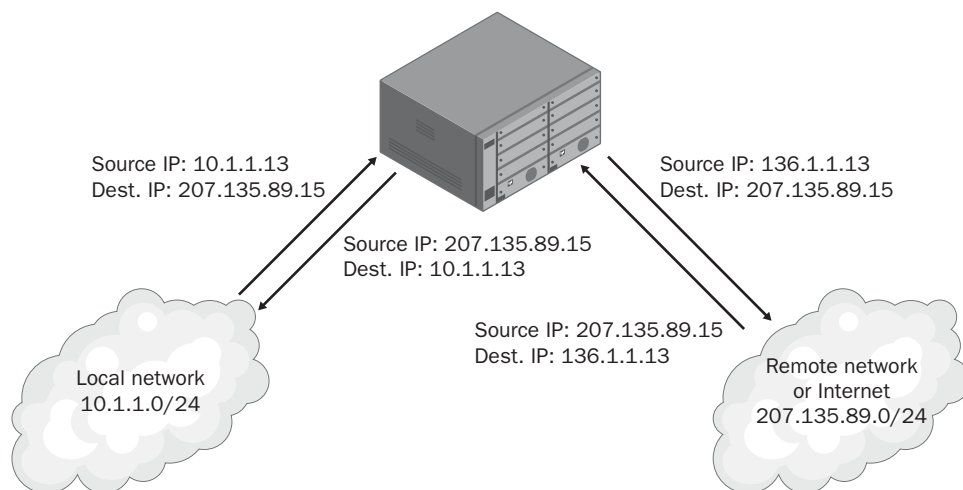 Source IP: 10.1.1.13
Dest. IP: 207.135.89.15
Source IP: 136.1.1.13
Dest. IP: 207.135.89.15
Source IP: 207.135.89.15
Dest. IP: 10.1.1.13
Source IP: 207.135.89.15
Dest. IP: 136.1.1.13
Local network
10.1.1.0/24
Remote network
or Internet
207.135.89.0/24